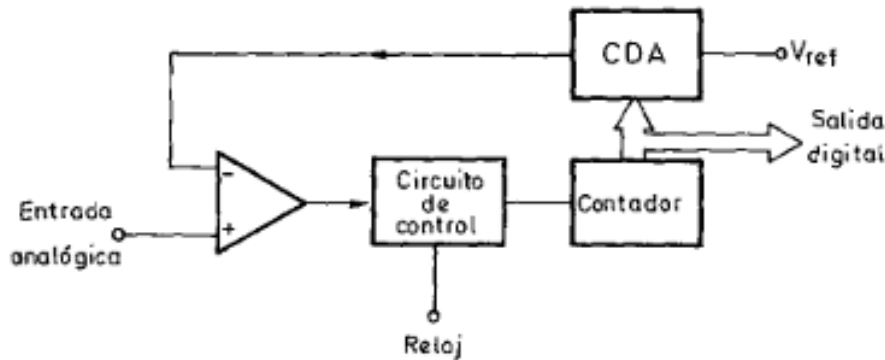 CDA
Vref
Salida
digital
-
+
Entrada
analógica
Circuito
de
control
Contador
Reloj